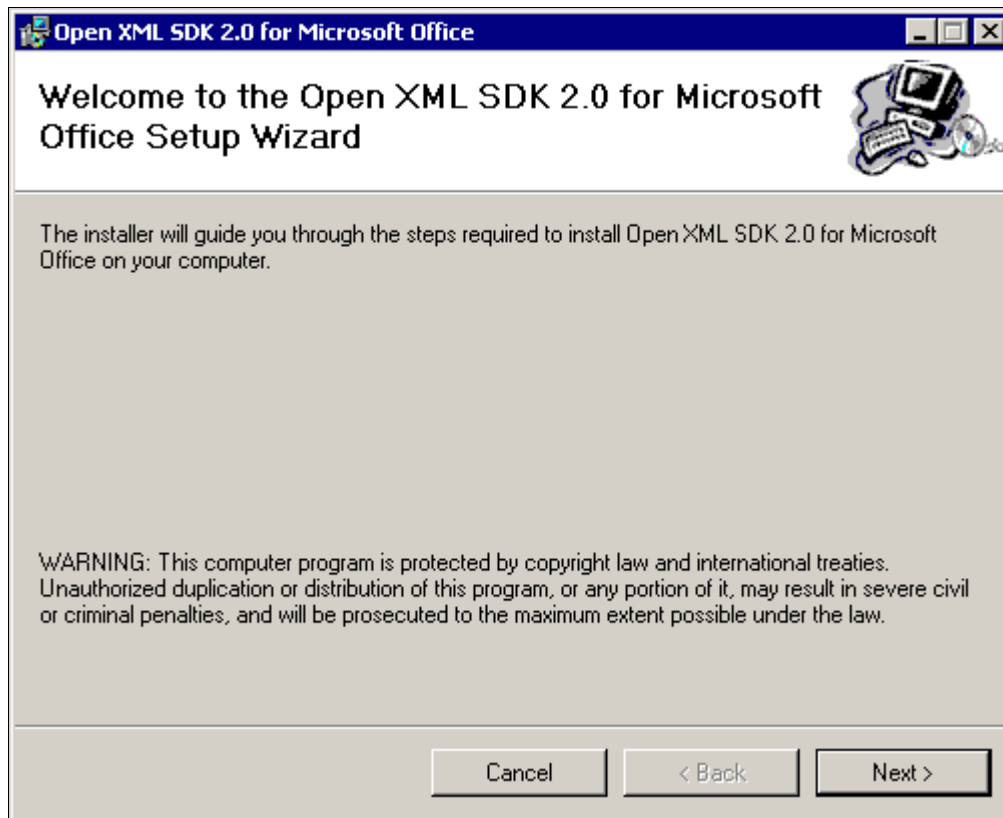 Open XML SDK 2.0 for Microsoft Office
Welcome to the Open XML SDK 2.0 for Microsoft
Office Setup Wizard
The installer will guide you through the steps required to install Open XML SDK 2.0 for Microsoft
Office on your computer.
WARNING: This computer program is protected by copyright law and international treaties.
Unauthorized duplication or distribution of this program, or any portion of it, may result in severe civil
or criminal penalties, and will be prosecuted to the maximum extent possible under the law.
Cancel
< Back
Next >